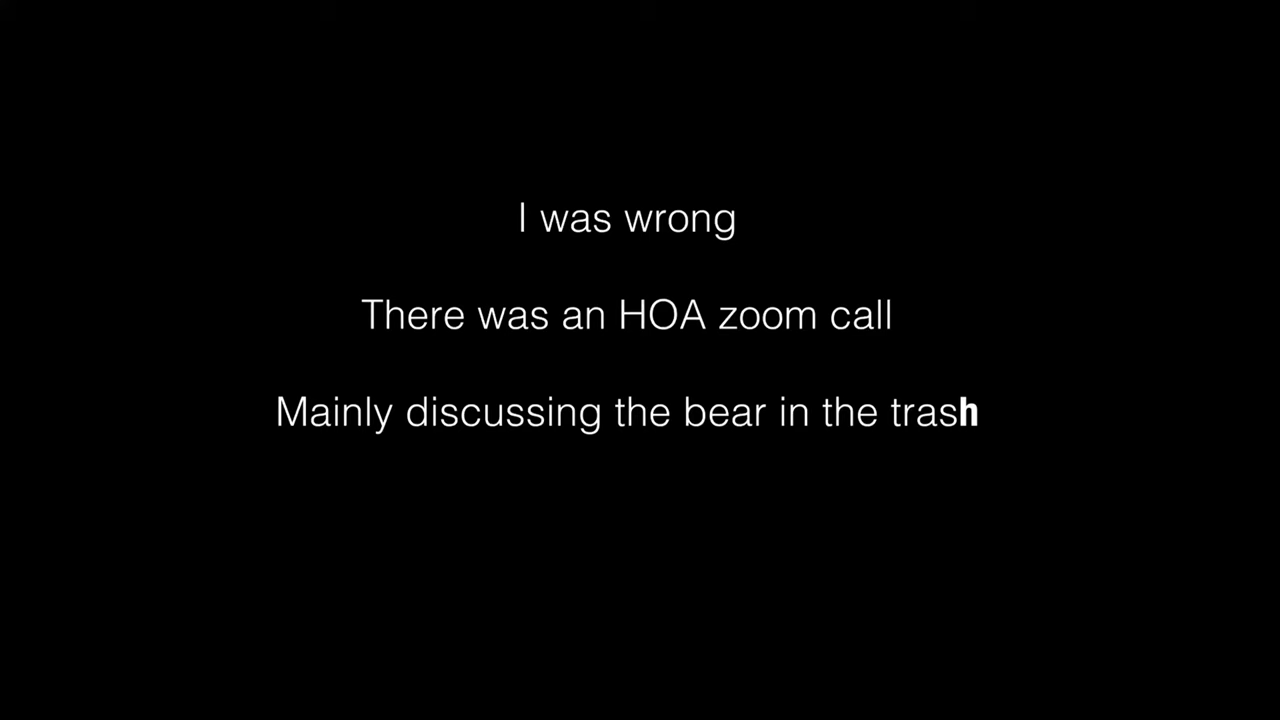 I was wrong
There was an HOA zoom call
Mainly discussing the bear in the trash